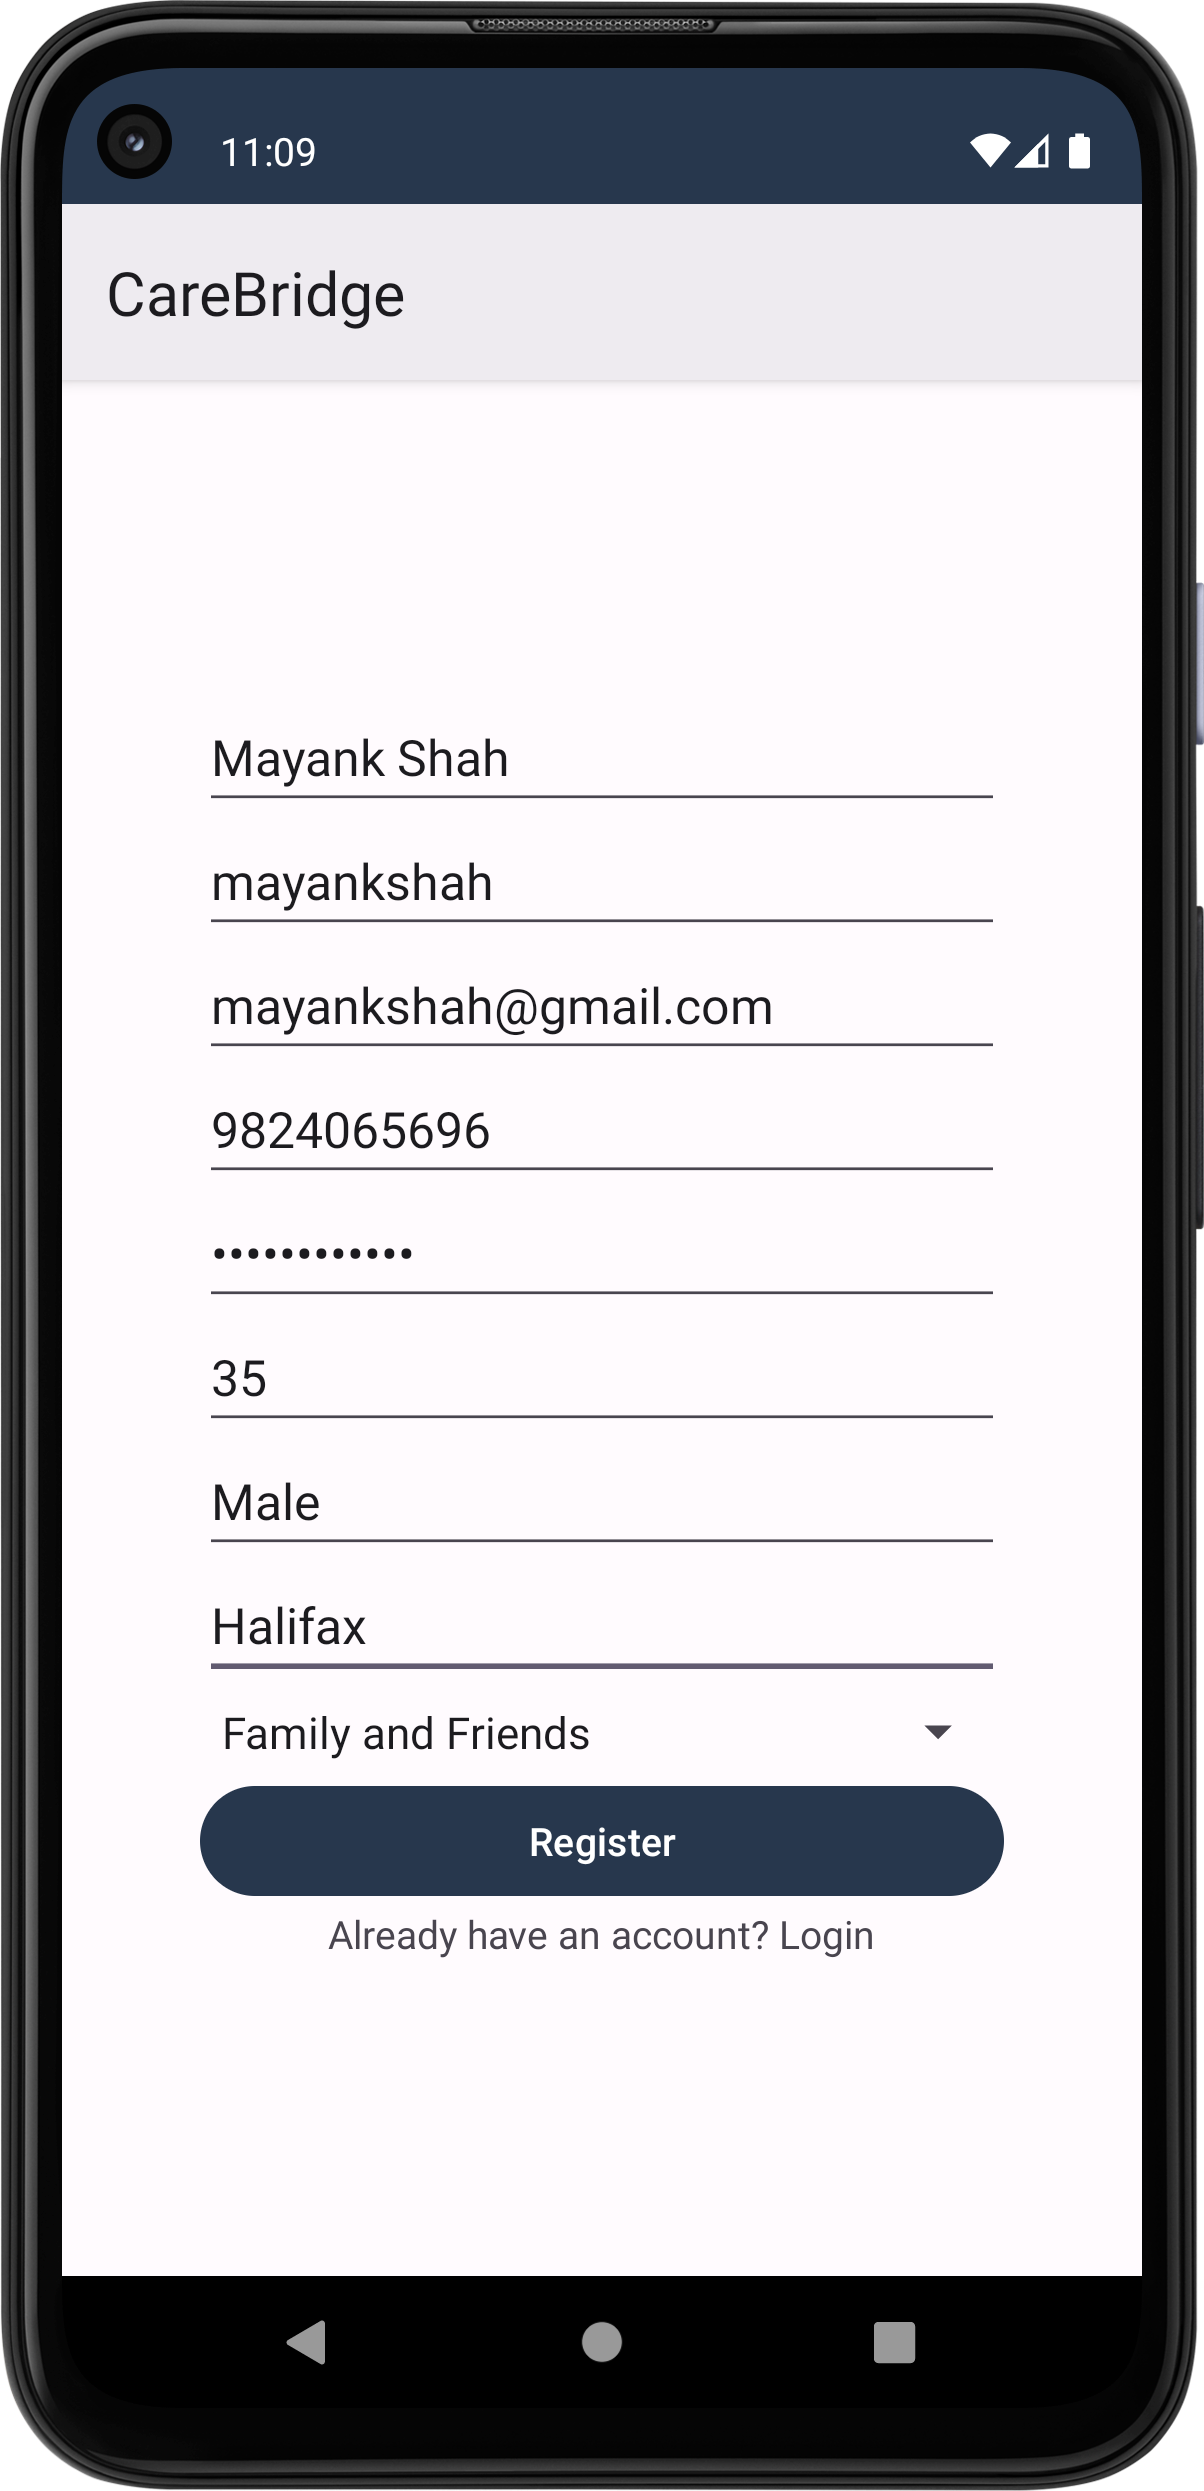 11:09
CareBridge
Mayank Shah
mayankshah
mayankshah@gmail.com
9824065696
••••••••••••
35
Male
Halifax
Family and Friends
Register
Already have an account? Login